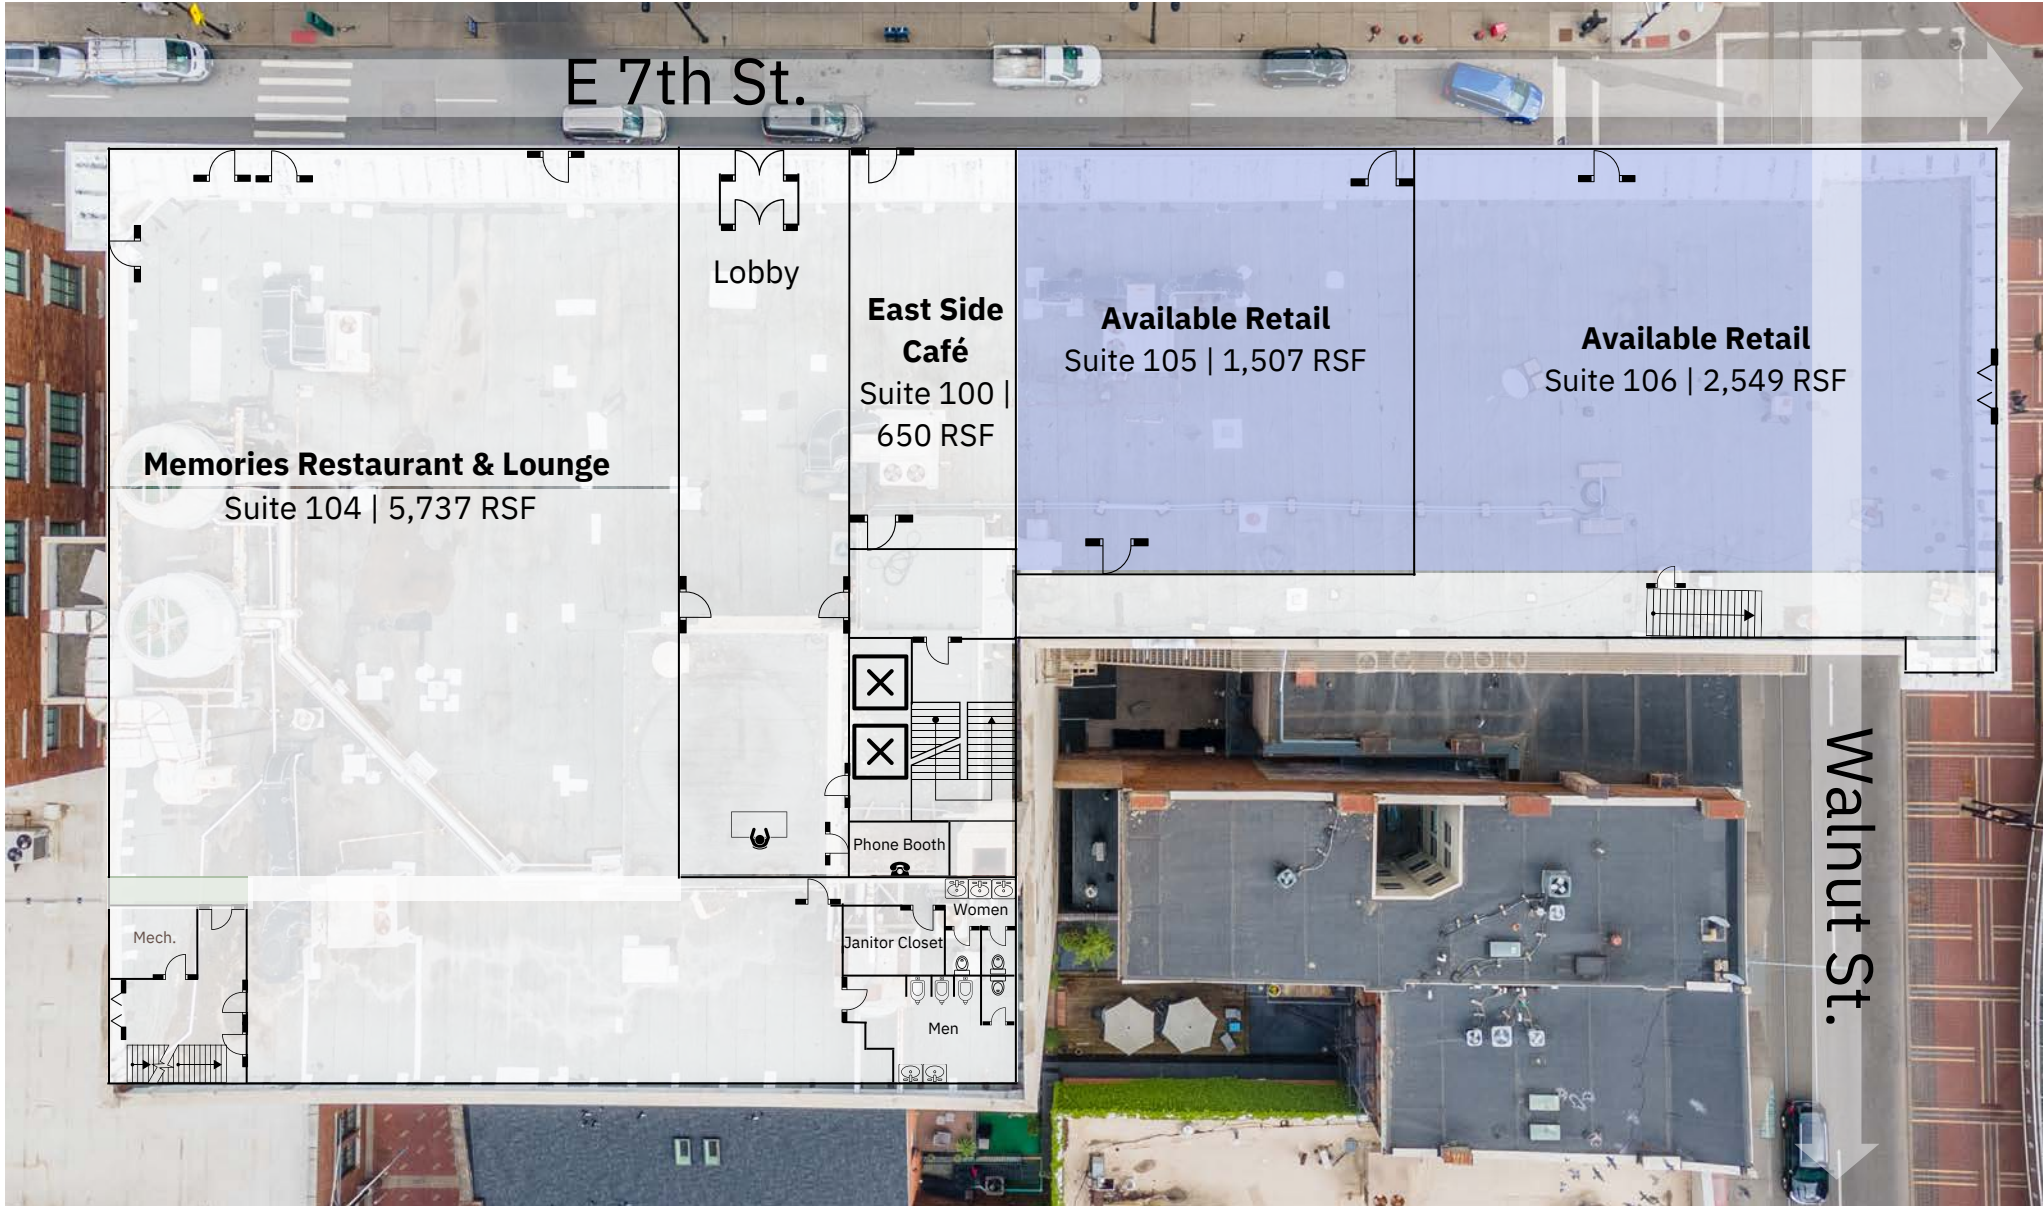 E 7th St.
Lobby
East Side
Café
Suite 100 |
650 RSF
Available Retail
Suite 105 | 1,507 RSF
Available Retail
Suite 106 | 2,549 RSF
Memories Restaurant & Lounge
Suite 104 | 5,737 RSF
Walnut St.
Phone Booth
Women
Mech.
Janitor Closet
Men